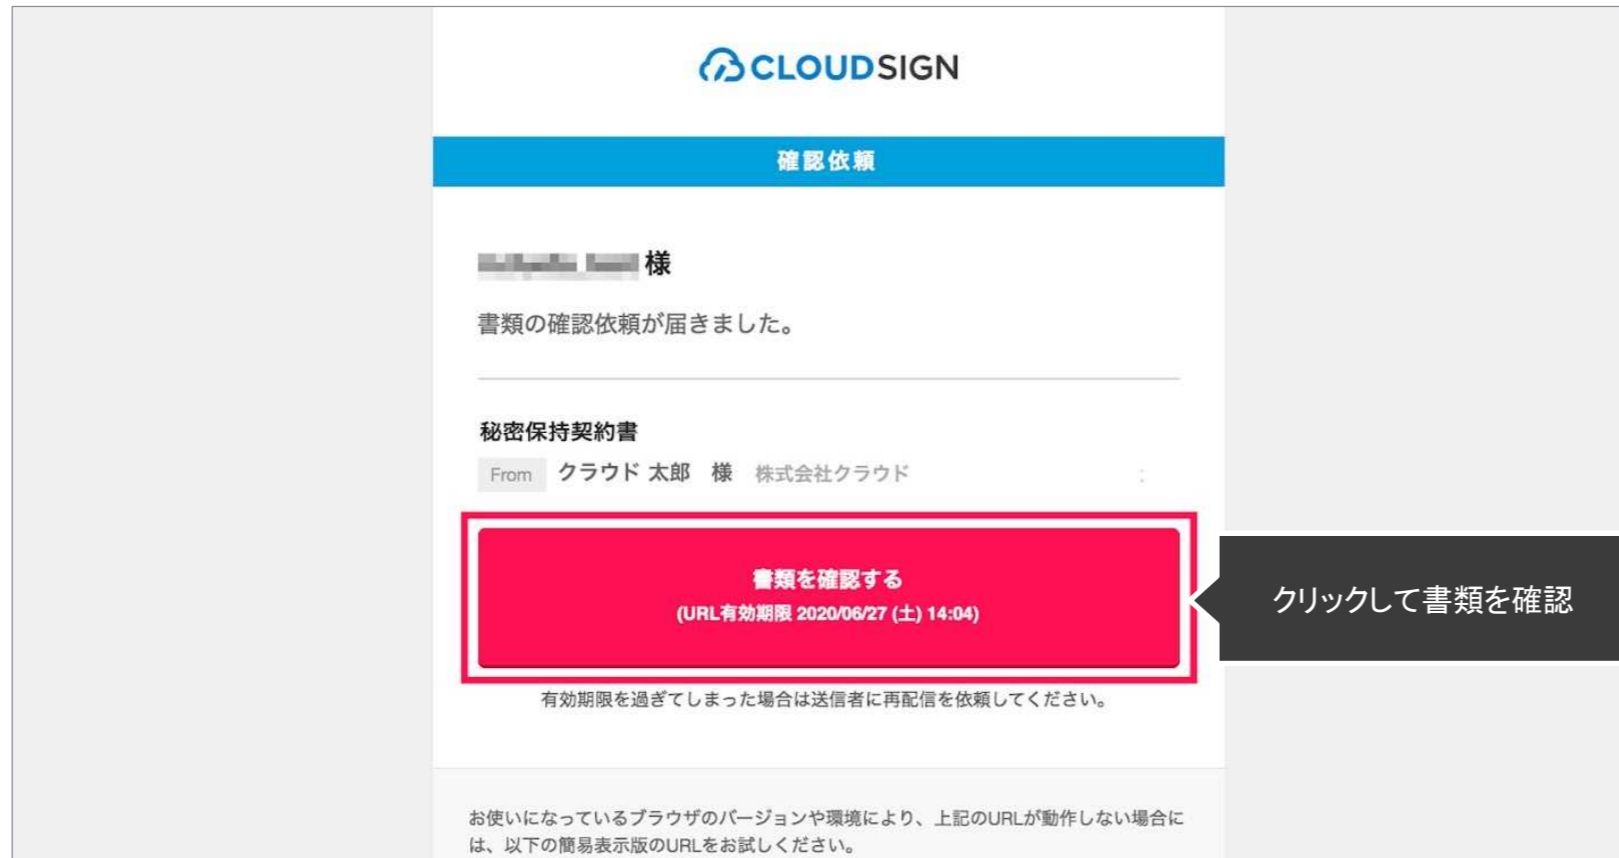 CLOUDSIGN
確認依頼
様
書類の確認依頼が届きました。
秘密保持契約書
From クラウド 太郎 様 株式会社クラウド :
書類を確認する
(URL有効期限 2020/06/27 (土) 14:04)
クリックして書類を確認
有効期限を過ぎてしまった場合は送信者に再配信を依頼してください。
お使いになっているブラウザのバージョンや環境により、上記のURLが動作しない場合に
は、以下の簡易表示版のURLをお試しください。